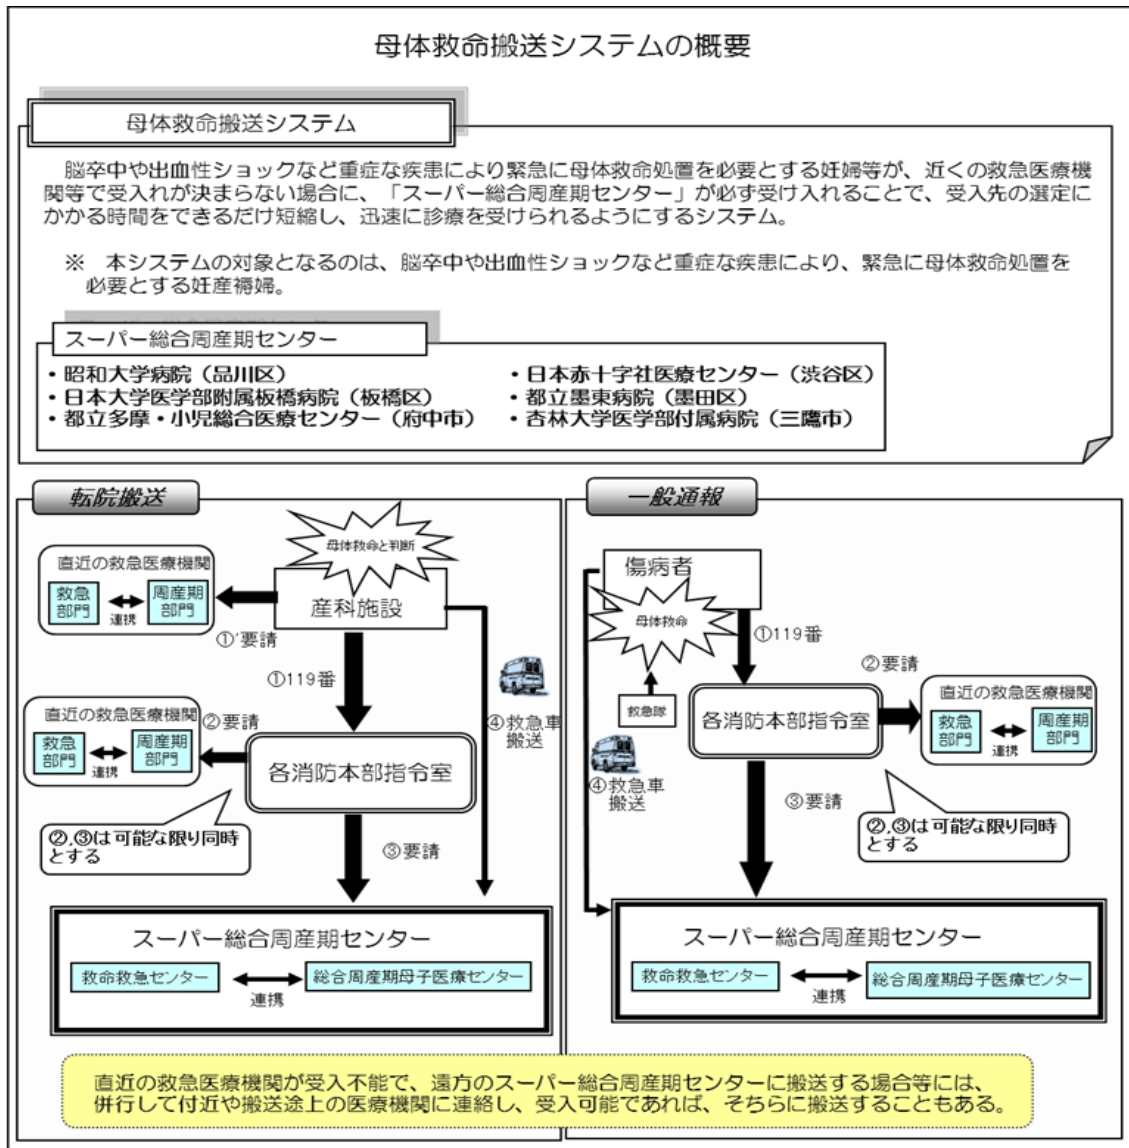 母体救命搬送システムの概要
母体救命搬送システム
脳卒中や出血性ショックなど重症な疾患により緊急に母体救命処置を必要とする妊婦等が、近くの救急医療機
関等で受入れが決まらない場合に、「スーパー総合周産期センター」が必ず受け入れることで、受入先の選定に
かかる時間をできるだけ短縮し、迅速に診療を受けられるようにするシステム。
※　本システムの対象となるのは、脳卒中や出血性ショックなど重症な疾患により、緊急に母体救命処置を
必要とする妊産褥婦。
スーパー総合周産期センター
・昭和大学病院（品川区）
・日本赤十字社医療センター（渋谷区）
・日本大学医学部附属板橋病院（板橋区）
・都立墨東病院（墨田区）
・都立多摩・小児総合医療センター（府中市）
・杏林大学医学部付属病院（三鷹市）
転院搬送
母体救命と判断
産科施設
直近の救急医療機関
救急
部門
連携
周産期
部門
①´要請
①119番
④救急車
搬送
直近の救急医療機関
救急
部門
連携
周産期
部門
②要請
各消防本部指令室
②,③は可能な限り同時
とする
③要請
スーパー総合周産期センター
救命救急センター
連携
総合周産期母子医療センター
一般通報
傷病者
母体救命
①119番
救急隊
②要請
直近の救急医療機関
救急
部門
連携
周産期
部門
各消防本部指令室
④救急車
搬送
③要請
②,③は可能な限り同時
とする
スーパー総合周産期センター
救命救急センター
連携
総合周産期母子医療センター
直近の救急医療機関が受入不能で、遠方のスーパー総合周産期センターに搬送する場合等には、
併行して付近や搬送途上の医療機関に連絡し、受入可能であれば、そちらに搬送することもある。